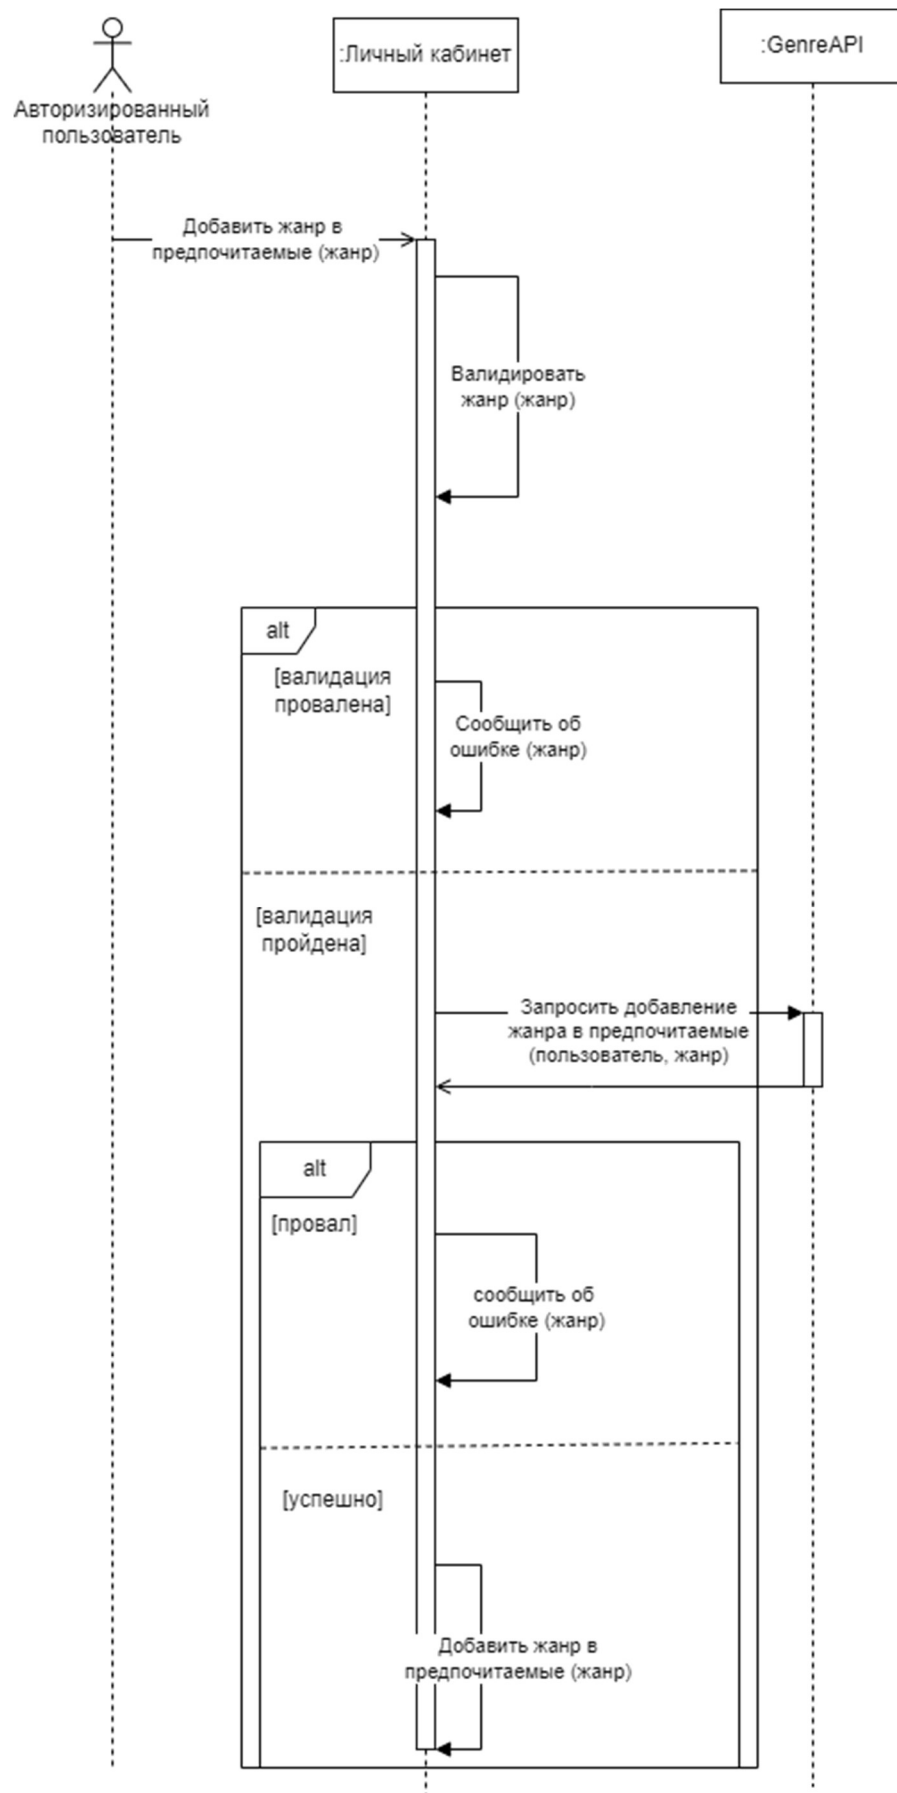 Авторизированный
пользователь
:Личный кабинет
:GenreAPI
Добавить жанр в
предпочитаемые (жанр)
Валидировать
жанр (жанр)
alt
[валидация
провалена]
Сообщить об
ошибке (жанр)
[валидация
пройдена]
Запросить добавление
жанра в предпочитаемые
(пользователь, жанр)
alt
[провал]
сообщить об
ошибке (жанр)
[успешно]
Добавить жанр в
предпочитаемые (жанр)